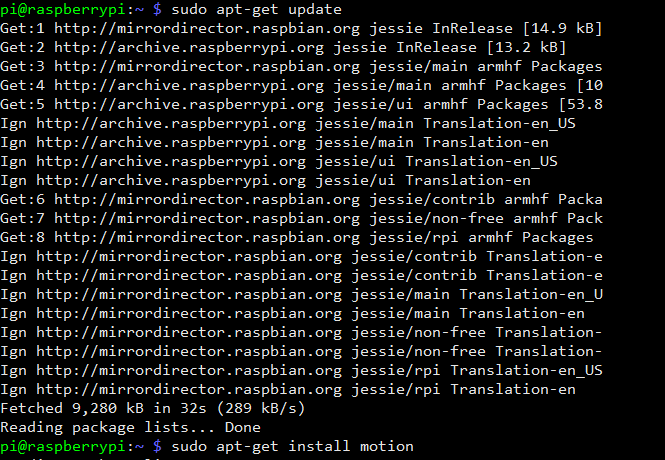 pi@raspberrypi:~ $ sudo apt-get update
Get:1 http://mirrordirector.raspbian.org jessie InRelease [14.9 kB]
Get:2 http://archive.raspberrypi.org jessie InRelease [13.2 kB]
Get:3 http://mirrordirector.raspbian.org jessie/main armhf Packages
Get:4 http://archive.raspberrypi.org jessie/main armhf Packages [10
Get:5 http://archive.raspberrypi.org jessie/ui armhf Packages [53.8
Ign http://archive.raspberrypi.org jessie/main Translation-en_US
Ign http://archive.raspberrypi.org jessie/main Translation-en
Ign http://archive.raspberrypi.org jessie/ui Translation-en_US
Ign http://archive.raspberrypi.org jessie/ui Translation-en
Get:6 http://mirrordirector.raspbian.org jessie/contrib armhf Packa
Get:7 http://mirrordirector.raspbian.org jessie/non-free armhf Pack
Get:8 http://mirrordirector.raspbian.org jessie/rpi armhf Packages
Ign http://mirrordirector.raspbian.org jessie/contrib Translation-e
Ign http://mirrordirector.raspbian.org jessie/contrib Translation-e
Ign http://mirrordirector.raspbian.org jessie/main Translation-en_U
Ign http://mirrordirector.raspbian.org jessie/main Translation-en
Ign http://mirrordirector.raspbian.org jessie/non-free Translation-
Ign http://mirrordirector.raspbian.org jessie/non-free Translation-
Ign http://mirrordirector.raspbian.org jessie/rpi Translation-en_US
Ign http://mirrordirector.raspbian.org jessie/rpi Translation-en
Fetched 9,280 kB in 32s (289 kB/s)
Reading package lists... Done
pi@raspberrypi:~ $ sudo apt-get install motion